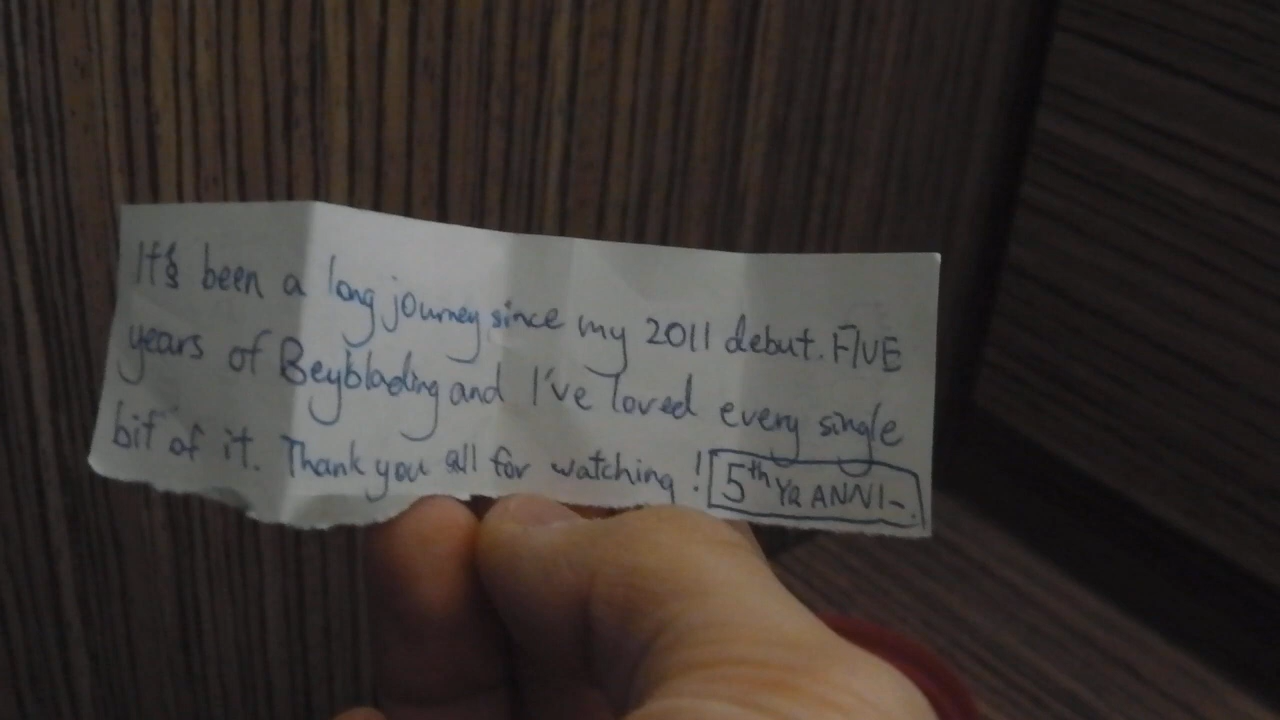 It's been a long journey since my 2011 debut. FIVE
years of Beyblading and I've loved every single
bit of it. Thank you all for watching! 5th YR ANNI-.